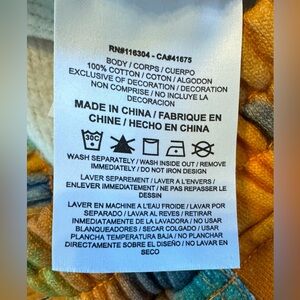 RN#116304 - CA#41675
BODY / CORPS / CUERPO
100% COTTON / COTON / ALGODON
EXCLUSIVE OF DECORATION / DECORATION
NON COMPRISE / NO INCLUYE LA
DECORACION
MADE IN CHINA / FABRIQUE EN
CHINE / HECHO EN CHINA
30C
WASH SEPARATELY / WASH INSIDE OUT / REMOVE
IMMEDIATELY / DO NOT IRON DESIGN
LAVER SEPAREMENT / LAVER A L'ENVERS /
ENLEVER IMMEDIATEMENT / NE PAS REPASSER LE
DESSIN
LAVER EN MACHINE A L'EAU FROIDE / LAVAR POR
SEPARADO / LAVAR AL REVES / RETIRAR
INMEDIATAMENTE DE LA LAVADORA / NO USAR
BLANQUEADORES / SECAR COLGADO / USAR
PLANCHA TEMPERATURA BAJA / NO PLANCHAR
DIRECTAMENTE SOBRE EL DISEÑO / NO LAVAR EN
SECO